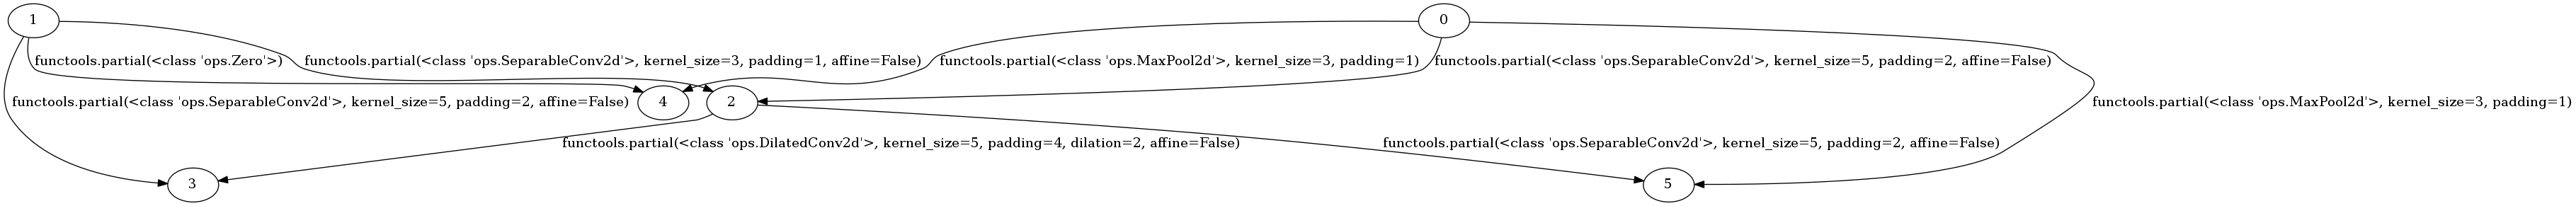 1
0
functools.partial(<class 'ops.Zero'>)
functools.partial(<class 'ops.SeparableConv2d'>, kernel_size=3, padding=1, affine=False)
functools.partial(<class 'ops.MaxPool2d'>, kernel_size=3, padding=1)
functools.partial(<class 'ops.SeparableConv2d'>, kernel_size=5, padding=2, affine=False)
functools.partial(<class 'ops.SeparableConv2d'>, kernel_size=5, padding=2, affine=False)
4
2
functools.partial(<class 'ops.MaxPool2d'>, kernel_size=3, padding=1)
functools.partial(<class 'ops.DilatedConv2d'>, kernel_size=5, padding=4, dilation=2, affine=False)
functools.partial(<class 'ops.SeparableConv2d'>, kernel_size=5, padding=2, affine=False)
3
5